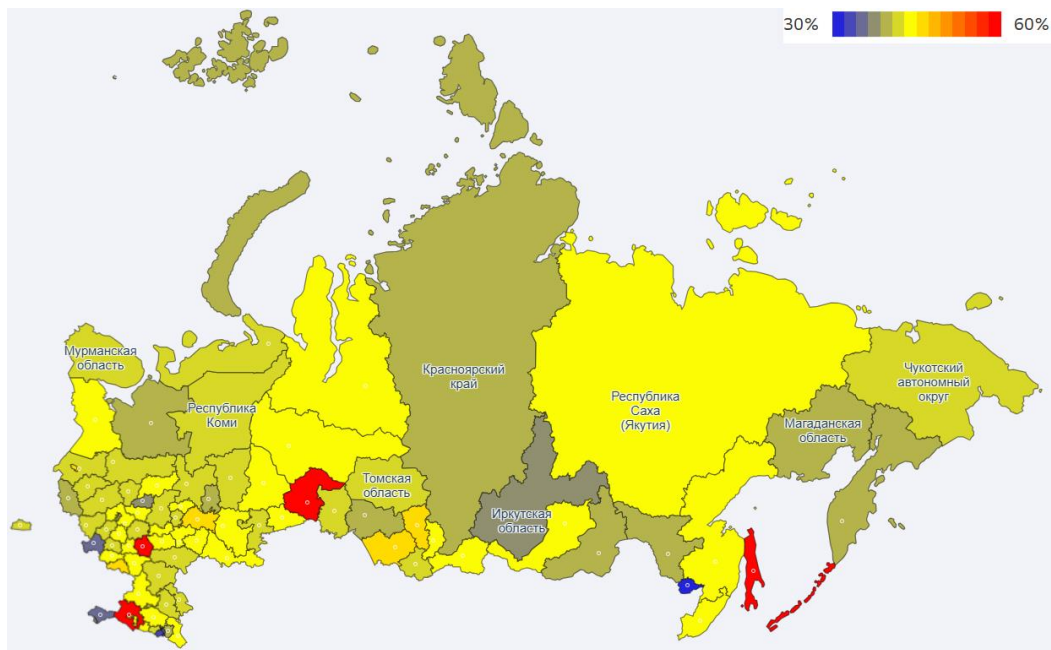 30%
60%
Мурманская
область
Республика
Коми
Красноярский
край
Республика
Саха
(Якутия)
Чукотский
автономный
округ
Магаданская
область
Томская
область
Иркутская
область